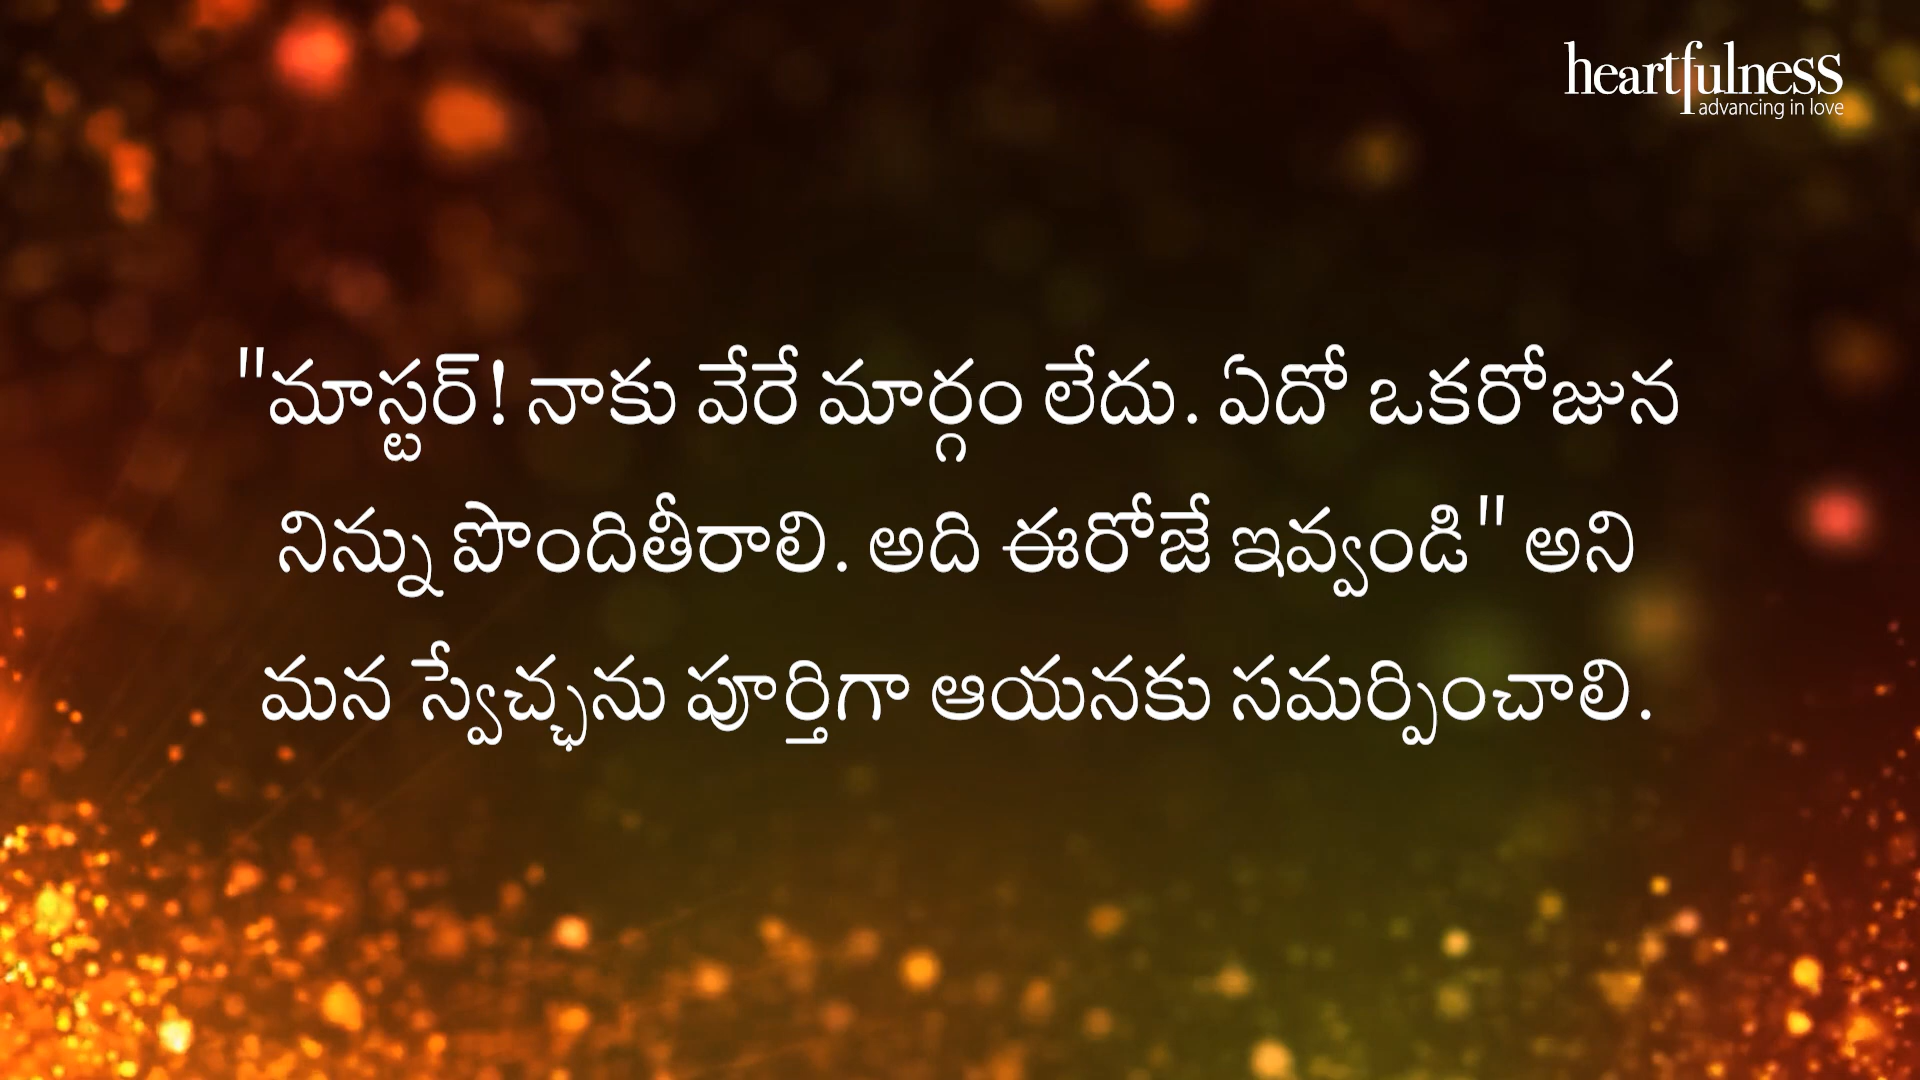 heartfulness
advancing in love
"మాస్టర్! నాకు వేరే మార్గం లేదు. ఏదో ఒకరోజున
నిన్ను పొందితీరాలి. అది ఈరోజే ఇవ్వండి" అని
మన స్వేచ్ఛను పూర్తిగా ఆయనకు సమర్పించాలి.